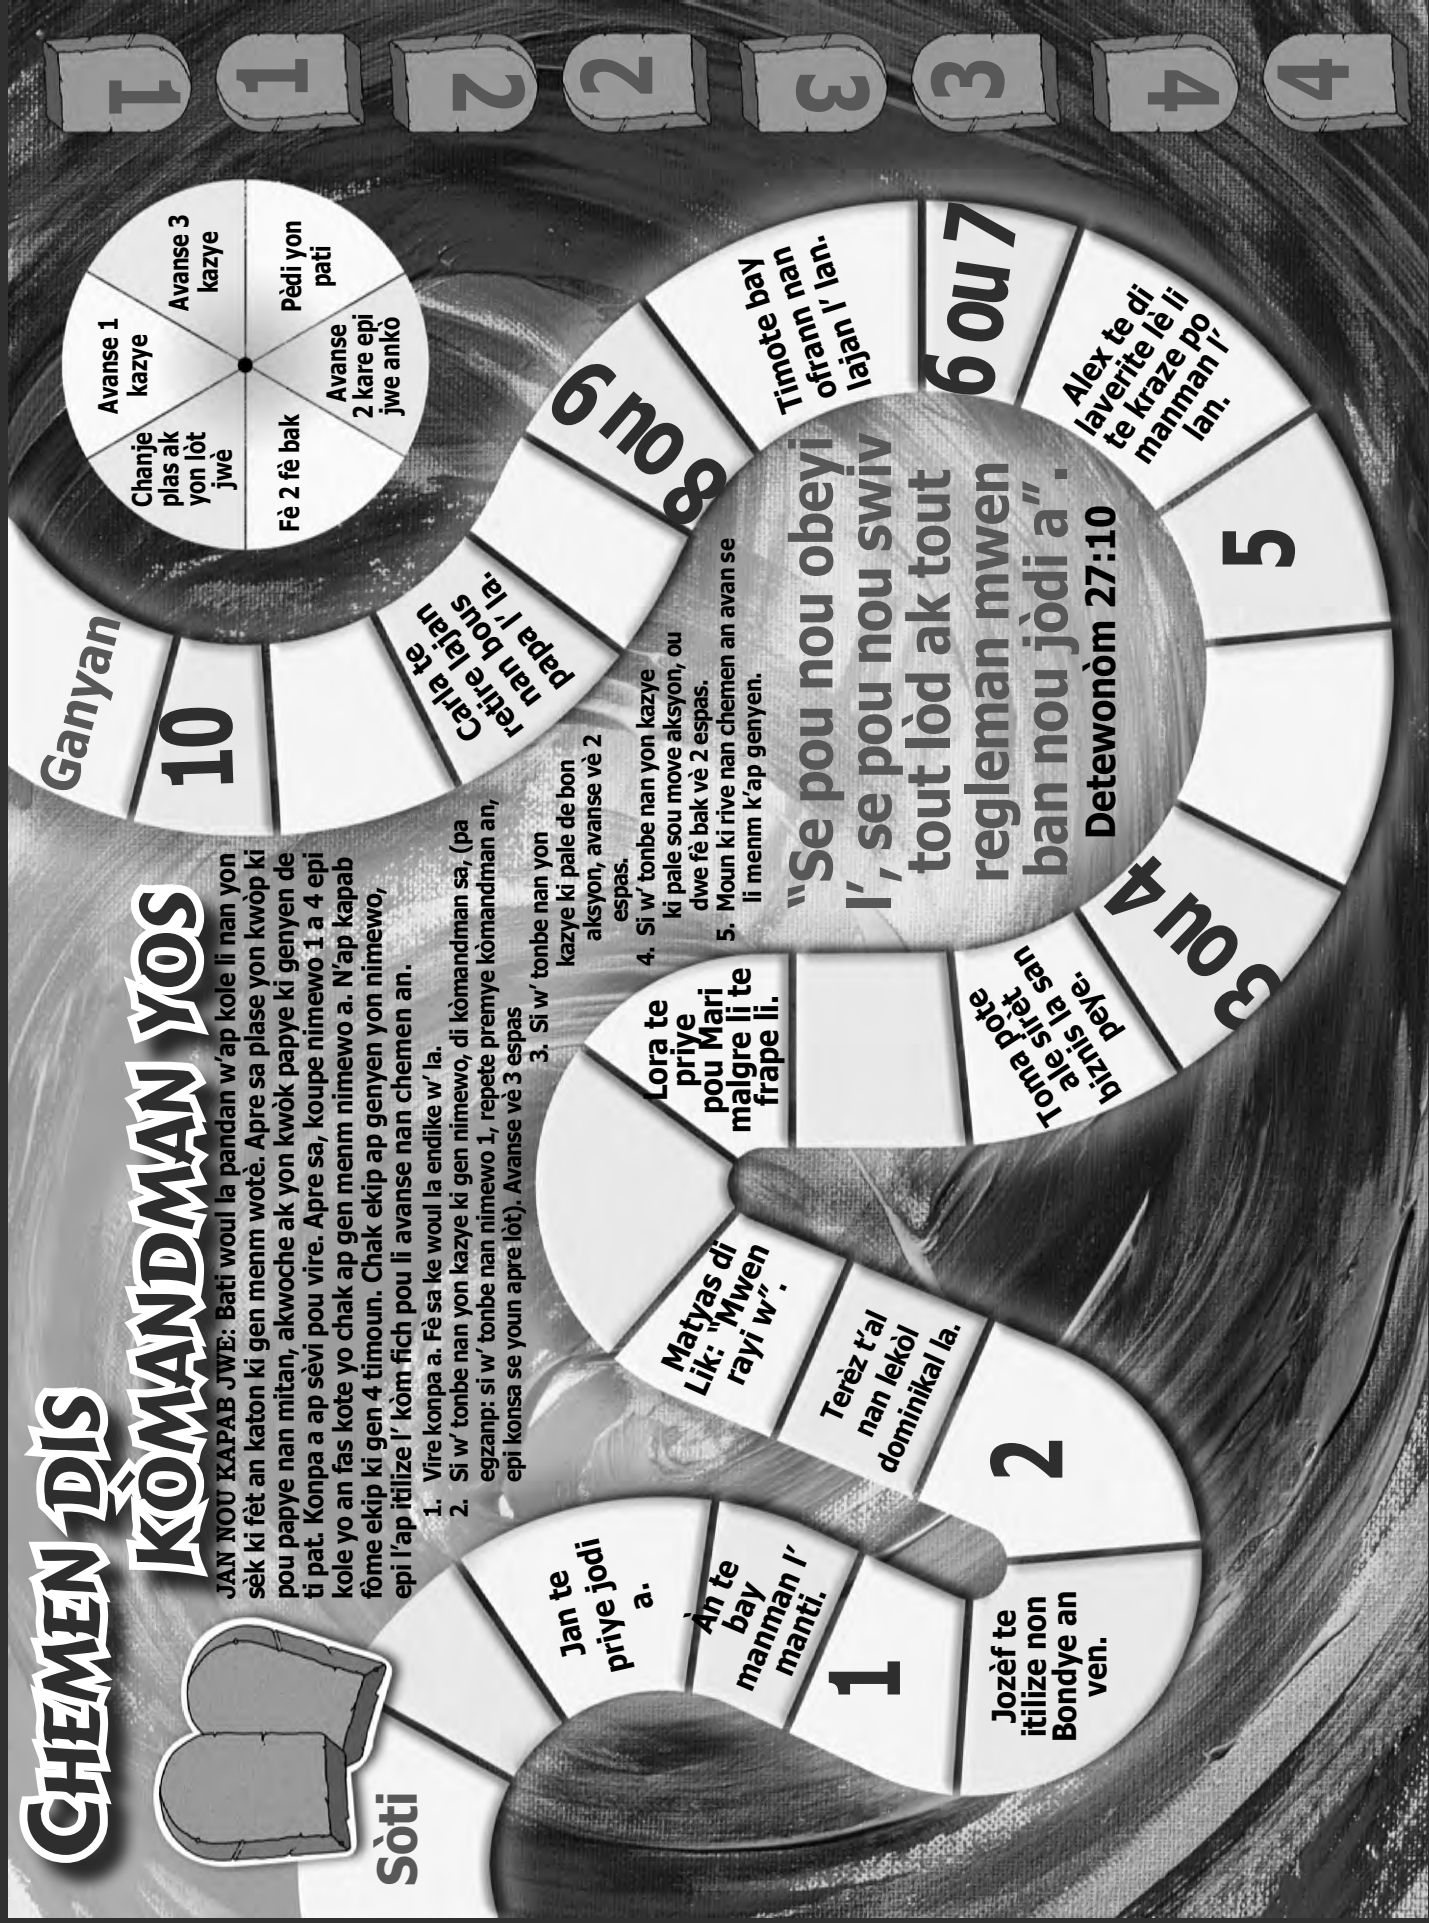 CHEMEN DIS
KÒMANDMAN YOS
JAN NOU KAPAB JWE: Bati woul la pandan w’ap kole li nan yon
sèk ki fèt an katon ki gen menm wotè. Apre sa plase yon kwòp ki
pou papye nan mitan, akwoche ak yon kwòk papye ki genyen de
ti pat. Konpa a ap sèvi pou vire. Apre sa, koupe nimewo 1 a 4 epi
kole yo an fas kote yo chak ap gen menm nimewo a. N’ap kapab
fòme ekip ki gen 4 timoun. Chak ekip ap genyen yon nimewo,
epi l’ap itilize l’ kòm fich pou li avanse nan chemen an.
1. Vire konpa a. Fè sa ke woul la endike w’ la.
2. Si w’ tonbe nan yon kazye ki gen nimewo, di kòmandman sa, (pa
egzanp: si w’ tonbe nan nimewo 1, repete premye kòmandman an,
epi konsa se youn apre lòt). Avanse vè 3 espas
3. Si w’ tonbe nan yon
kazye ki pale de bon
aksyon, avanse vè 2
espas.
4. Si w’ tonbe nan yon kazye
ki pale sou move aksyon, ou
dwe fè bak vè 2 espas.
5. Moun ki rive nan chemen an avan se
li menm k’ap genyen.
Sòti
Jan te
priye jodi
a.
Àn te
bay
manman l’
manti.
1
Jozèf te
itilize non
Bondye an
ven.
2
Terèz t’al
nan lekòl
dominikal la.
Matyas di
Lik: “Mwen
rayi w”.
Lora te
priye
pou Mari
malgre li te
frape li.
Toma pote
ale sirèt
biznis la san
peye.
3 ou 4
5
Alex te di
laverite lè li
te kraze po
manman l’
lan.
6 ou 7
Timote bay
ofrann nan
lajan l’ lan.
8 ou 9
Carla te
retire lajan
nan bous
papa l’ la.
10
Ganyan
“Se pou nou obeyi
l’, se pou nou swiv
tout lòd ak tout
regleman mwen
ban nou jòdi a”.
Detewonòm 27:10
Avanse 1
kazye
Avanse 3
kazye
Pèdi yon
pati
Avanse
2 kare epi
jwe ankò
Fè 2 fè bak
Chanje
plas ak
yon lòt
jwè
1
1
2
2
3
3
4
4